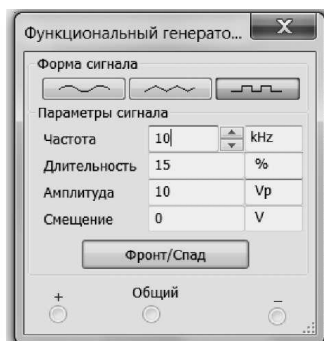 Функциональный генерато... X
Форма сигнала
Параметры сигнала
Частота 10 kHz
Длительность 15 %
Амплитуда 10 Vp
Смещение 0 V
Фронт/Спад
+ Общий –